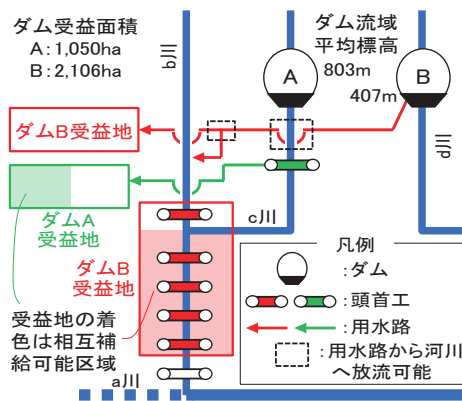 ダム受益面積
A:1,050ha
B:2,106ha
b川
ダム流域
平均標高
803m
407m
A
B
ダムB受益地
d川
ダムA
受益地
c川
ダムB
受益地
受益地の着
色は相互補
給可能区域
a川
凡例
:ダム
:頭首工
:用水路
:用水路から河川
へ放流可能